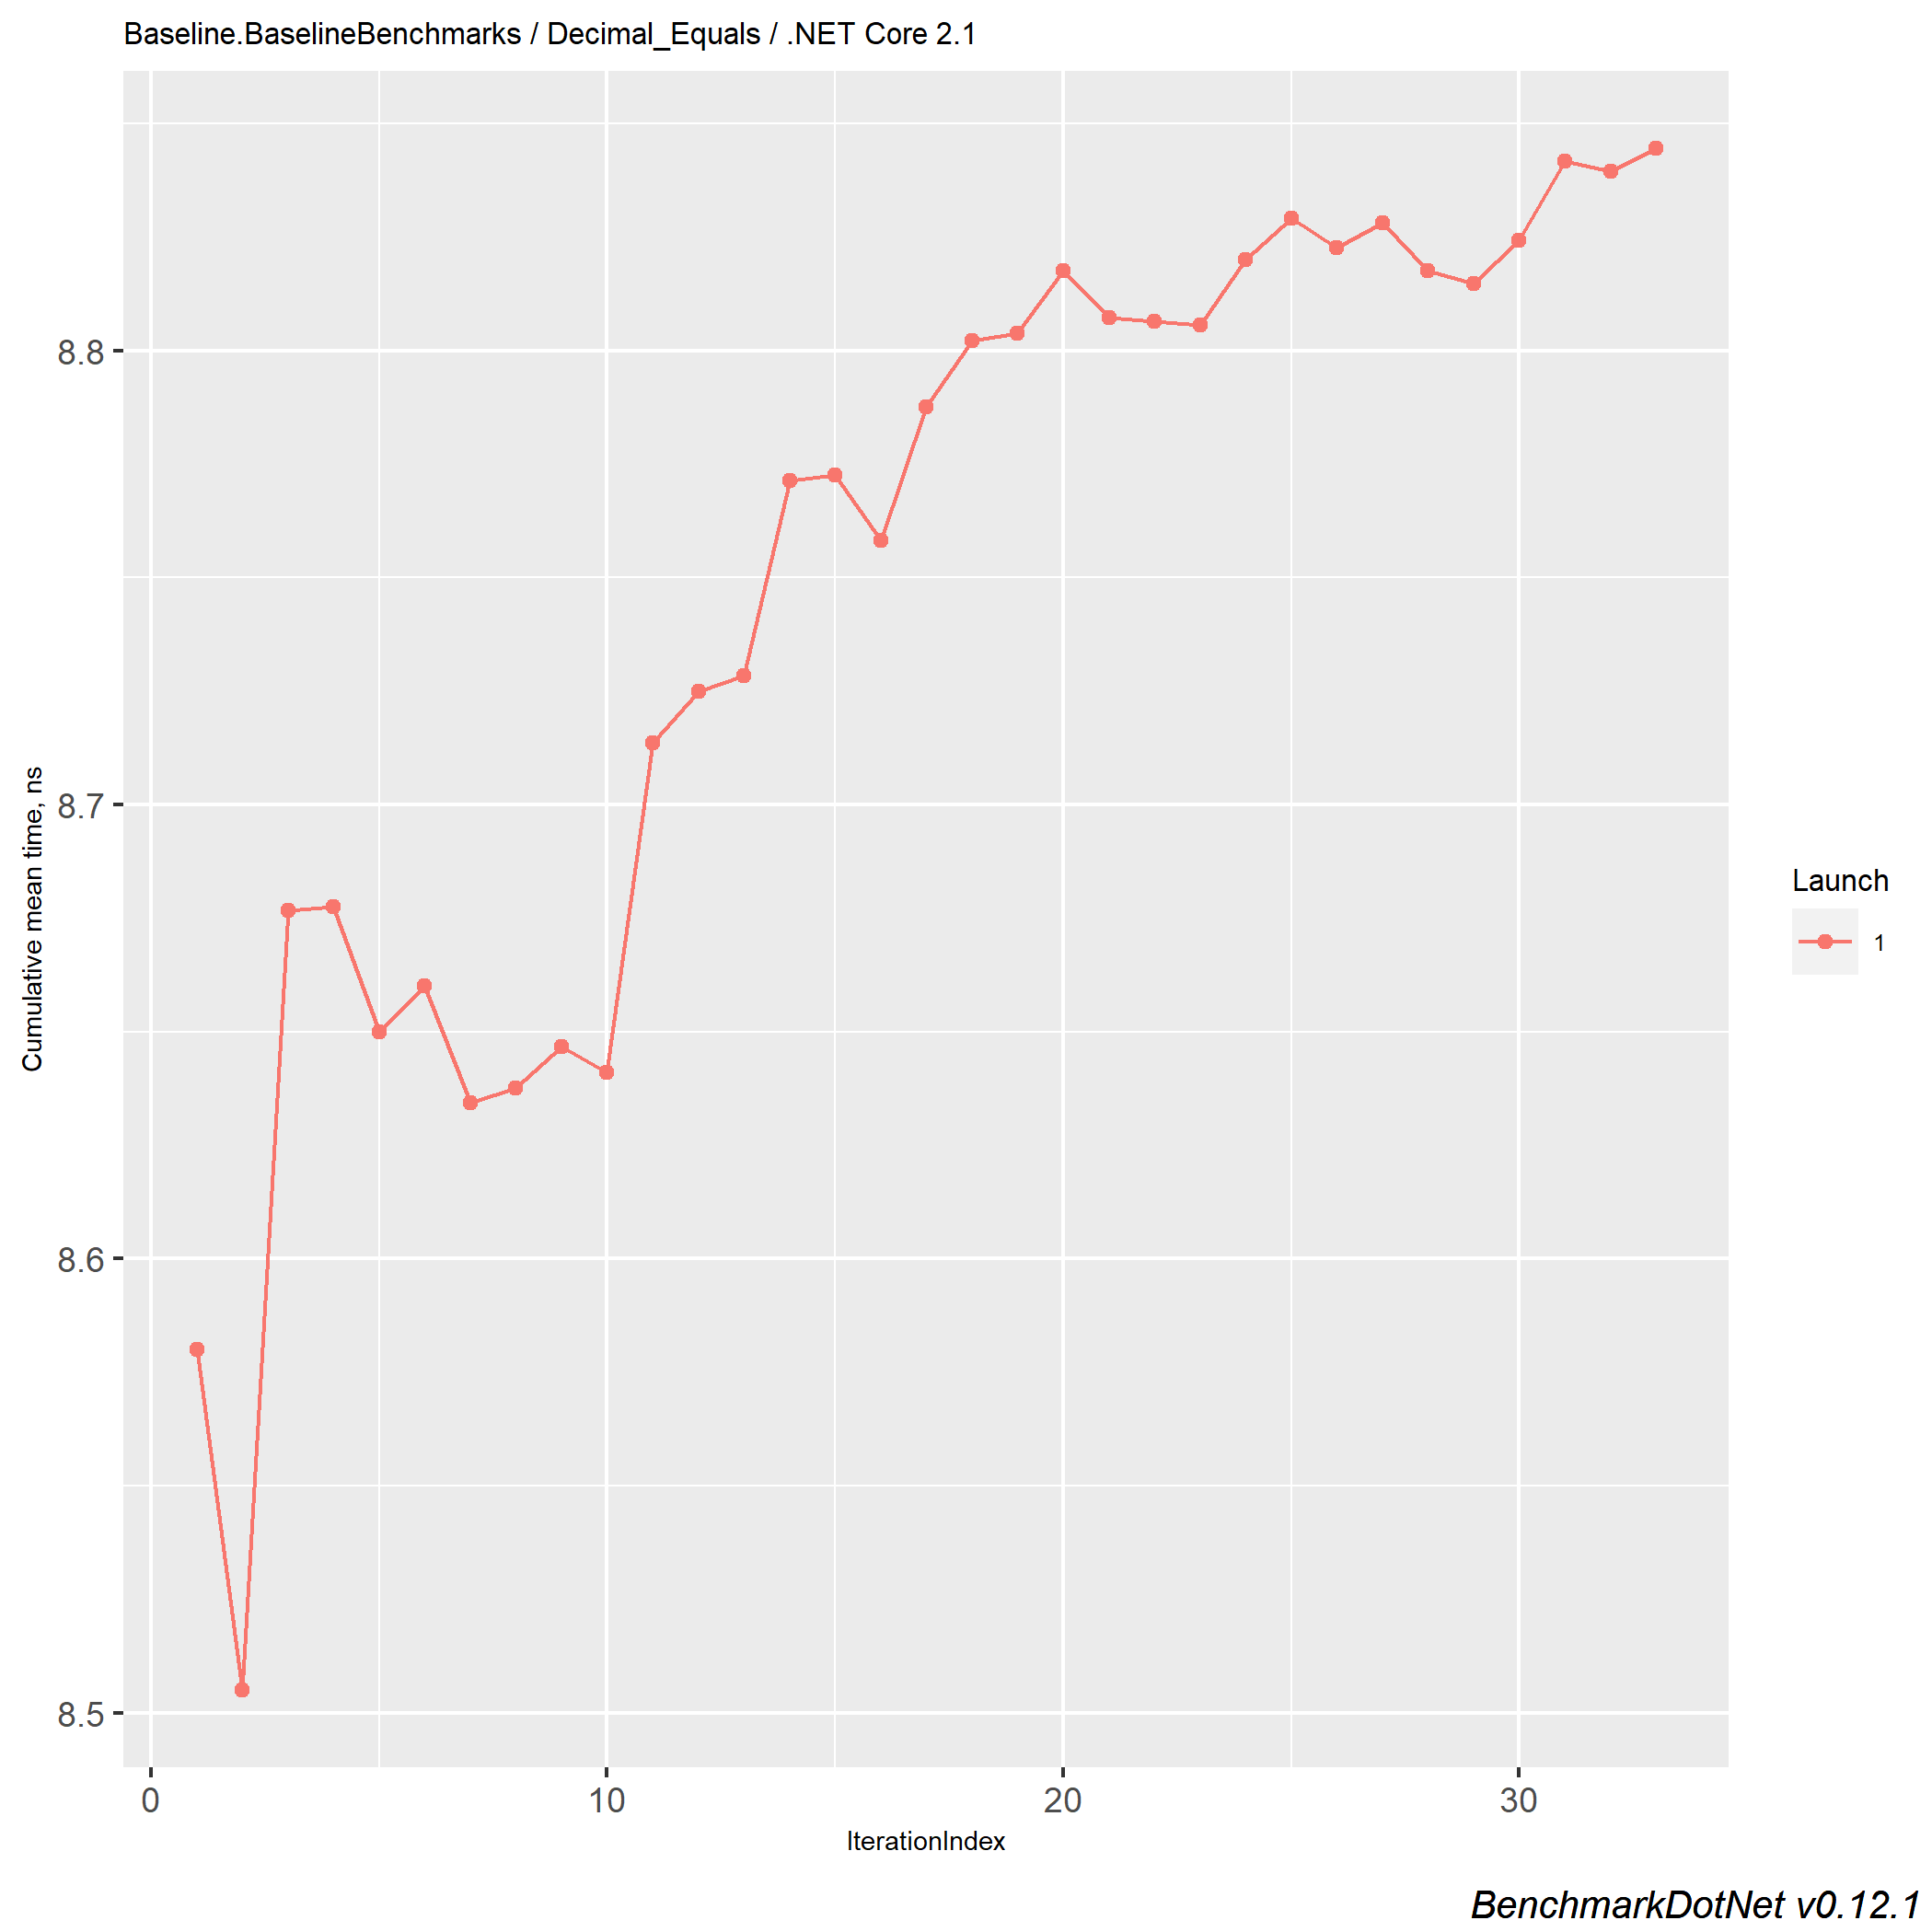 Baseline.BaselineBenchmarks / Decimal_Equals / .NET Core 2.1
Cumulative mean time, ns
8.8
8.7
8.6
8.5
0 10 20 30
IterationIndex
Launch
1
BenchmarkDotNet v0.12.1